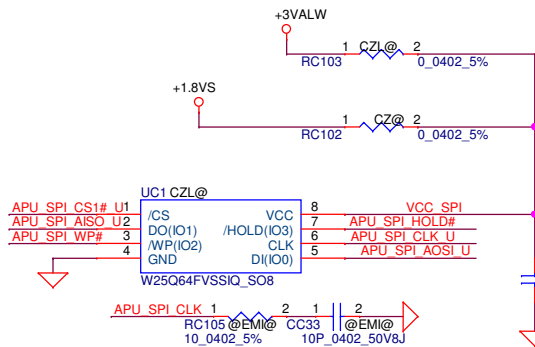 +3VALW
1 CZL@ 2
RC103 0_0402_5%
+1.8VS
1 CZ@ 2
RC102 0_0402_5%
UC1 CZL@
APU_SPI_CS1#_U 1 /CS VCC 8 VCC_SPI
APU_SPI_AISO_U 2 DO(IO1) /HOLD(IO3) 7 APU_SPI_HOLD#
APU_SPI_WP# 3 /WP(IO2) CLK 6 APU_SPI_CLK_U
4 GND DI(IO0) 5 APU_SPI_AOSI_U
W25Q64FVSSIQ_SO8
APU_SPI_CLK 1 2 1 2
RC105 @EMI@ CC33 @EMI@
10_0402_5% 10P_0402_50V8J